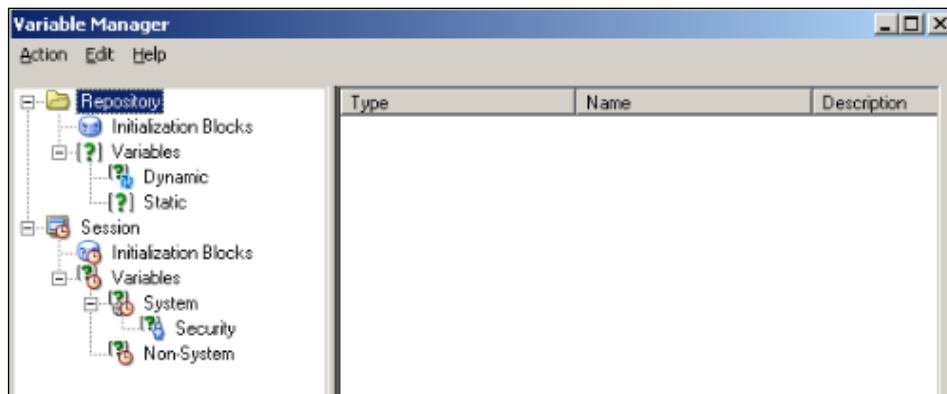 Variable Manager
Action Edit Help
Type Name Description
Repository
Initialization Blocks
Variables
Dynamic
Static
Session
Initialization Blocks
Variables
System
Security
Non-System